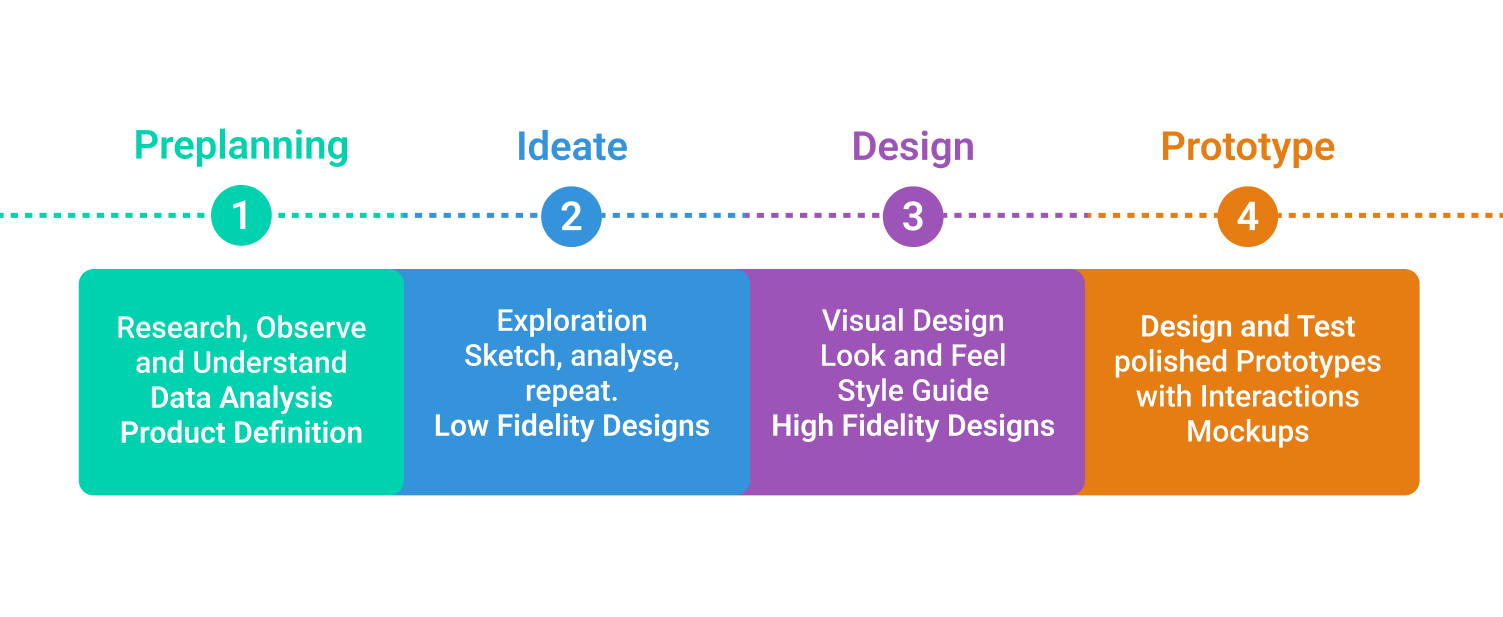 Preplanning
1
Research, Observe
and Understand
Data Analysis
Product Definition
Ideate
2
Exploration
Sketch, analyse,
repeat.
Low Fidelity Designs
Design
3
Visual Design
Look and Feel
Style Guide
High Fidelity Designs
Prototype
4
Design and Test
polished Prototypes
with Interactions
Mockups